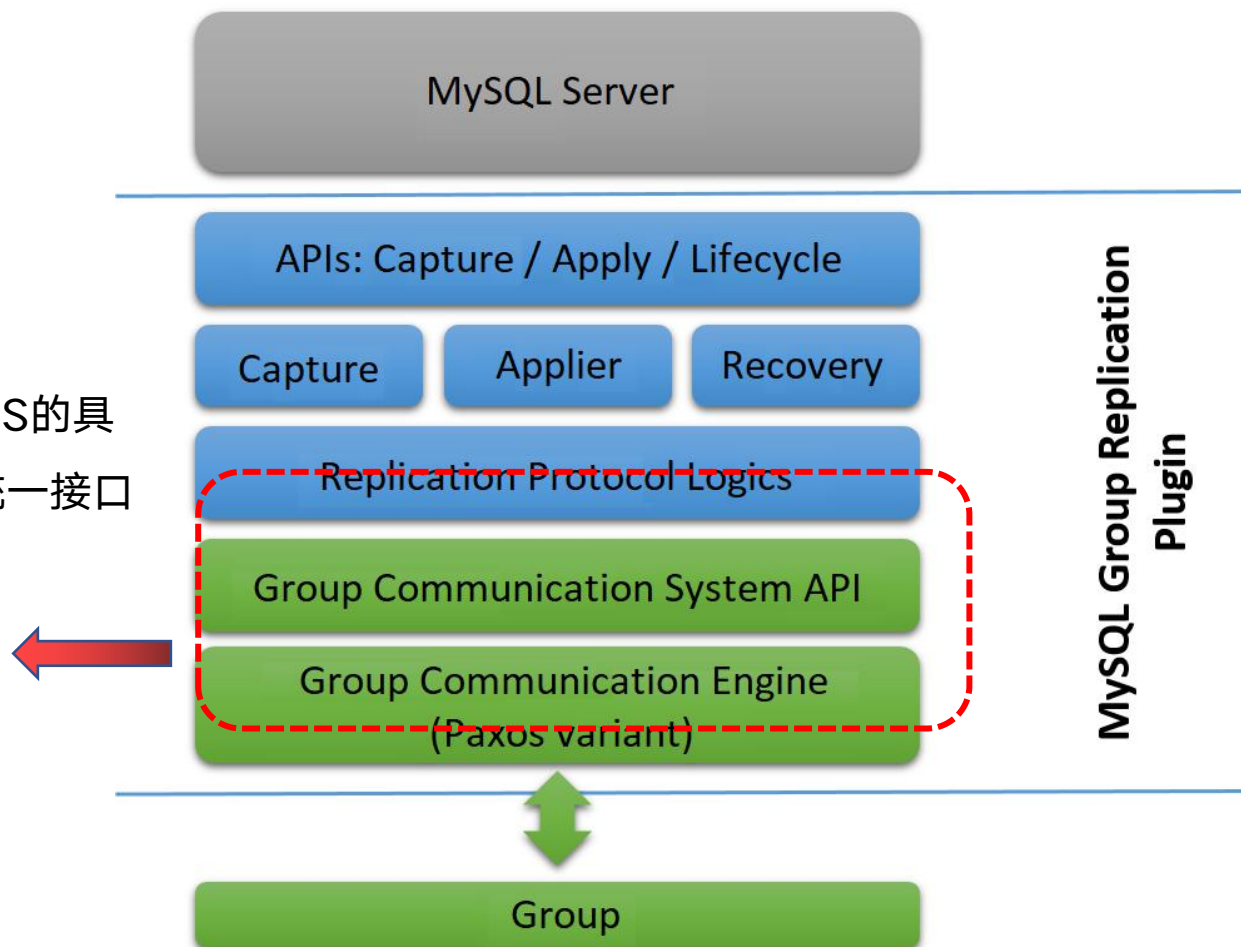 MySQL Server
APIs: Capture / Apply / Lifecycle
Capture
Applier
Recovery
S的具
统一接口
Replication Protocol Logics
Group Communication System API
Group Communication Engine
(Paxos variant)
Group
MySQL Group Replication
Plugin